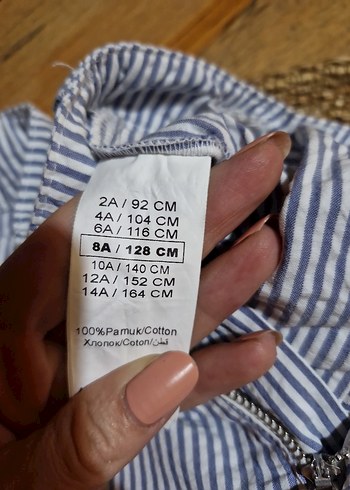 2A / 92 CM
4A / 104 CM
6A / 116 CM
8A / 128 CM
10A / 140 CM
12A / 152 CM
14A / 164 CM
100%Pamuk/Cotton
Хлопок/Coton/قطن